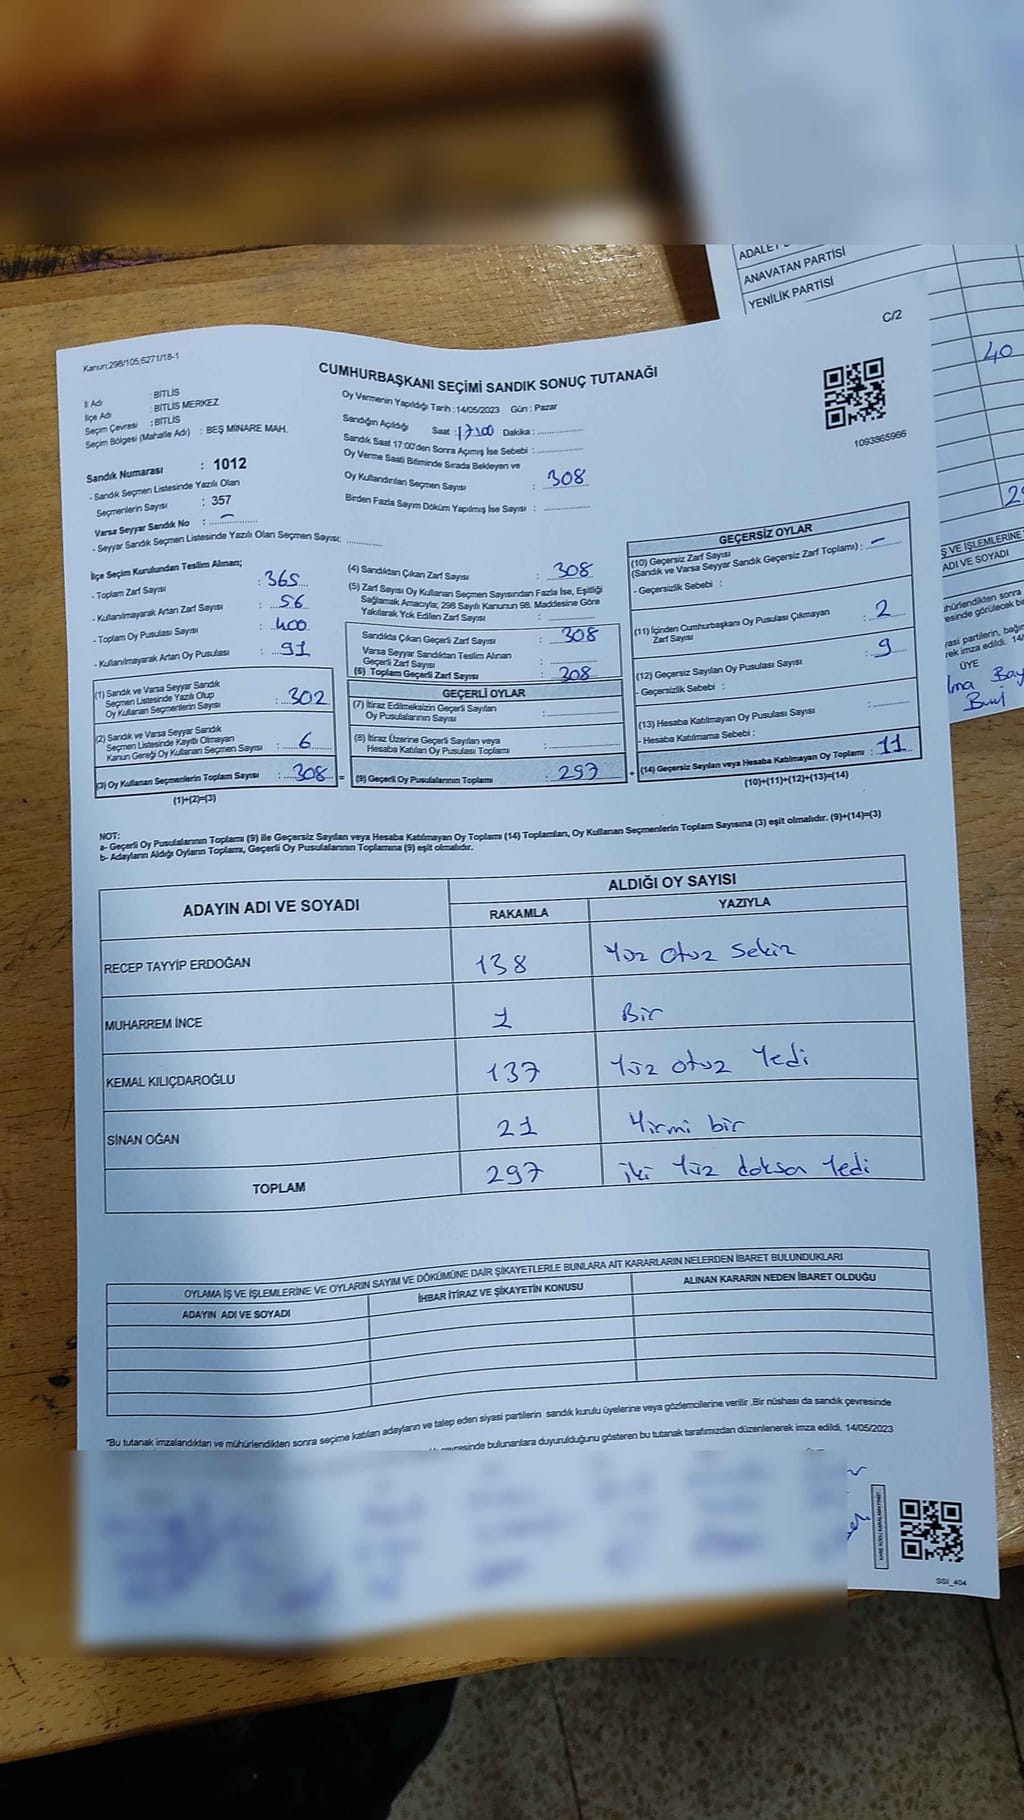 ADALET
ANAVATAN PARTİSİ
YENİLİK PARTİSİ
40
C/2
Kanun:298/105;6271/18-1
CUMHURBAŞKANI SEÇİMİ SANDIK SONUÇ TUTANAĞI
1093865966
İl Adı : BİTLİS
İlçe Adı : BİTLİS MERKEZ
Seçim Çevresi : BİTLİS
Seçim Bölgesi (Mahalle Adı) : BEŞ MİNARE MAH.
Sandık Numarası : 1012
- Sandık Seçmen Listesinde Yazılı Olan
Seçmenlerin Sayısı : 357
Varsa Seyyar Sandık No : –
- Seyyar Sandık Seçmen Listesinde Yazılı Olan Seçmen Sayısı:
Oy Vermenin Yapıldığı Tarih :14/05/2023 Gün : Pazar
Sandığın Açıldığı Saat :17:00 Dakika :
Sandık Saat 17:00'den Sonra Açımış İse Sebebi :
Oy Verme Saati Bitiminde Sırada Bekleyen ve
Oy Kullandırılan Seçmen Sayısı : 308
Birden Fazla Sayım Döküm Yapılmış İse Sayısı :
İlçe Seçim Kurulundan Teslim Alınan;
- Toplam Zarf Sayısı : 365
- Kullanılmayarak Artan Zarf Sayısı : 56
- Toplam Oy Pusulası Sayısı : 400
- Kullanılmayarak Artan Oy Pusulası : 91
(1) Sandık ve Varsa Seyyar Sandık
Seçmen Listesinde Yazılı Olup
Oy Kullanan Seçmenlerin Sayısı : 302
(2) Sandık ve Varsa Seyyar Sandık
Seçmen Listesinde Kayıtlı Olmayan
Kanun Gereği Oy Kullanan Seçmen Sayısı : 6
(3) Oy Kullanan Seçmenlerin Toplam Sayısı : 308 =
(1)+(2)=(3)
(4) Sandıktan Çıkan Zarf Sayısı : 308
(5) Zarf Sayısı Oy Kullanan Seçmen Sayısından Fazla İse, Eşitliği
Sağlamak Amacıyla; 298 Sayılı Kanunun 98. Maddesine Göre
Yakılarak Yok Edilen Zarf Sayısı :
Sandıkta Çıkan Geçerli Zarf Sayısı : 308
Varsa Seyyar Sandıktan Teslim Alınan
Geçerli Zarf Sayısı :
(6) Toplam Geçerli Zarf Sayısı : 308
GEÇERLİ OYLAR
(7) İtiraz Edilmeksizin Geçerli Sayılan
Oy Pusulalarının Sayısı :
(8) İtiraz Üzerine Geçerli Sayılan veya
Hesaba Katılan Oy Pusulası Toplamı :
(9) Geçerli Oy Pusulalarının Toplamı : 297 +
GEÇERSİZ OYLAR
(10) Geçersiz Zarf Sayısı
(Sandık ve Varsa Seyyar Sandık Geçersiz Zarf Toplamı) : –
- Geçersizlik Sebebi :
(11) İçinden Cumhurbaşkanı Oy Pusulası Çıkmayan
Zarf Sayısı : 2
(12) Geçersiz Sayılan Oy Pusulası Sayısı : 9
- Geçersizlik Sebebi :
(13) Hesaba Katılmayan Oy Pusulası Sayısı :
- Hesaba Katılmama Sebebi :
(14) Geçersiz Sayılan veya Hesaba Katılmayan Oy Toplamı : 11
(10)+(11)+(12)+(13)=(14)
NOT:
a- Geçerli Oy Pusulalarının Toplamı (9) ile Geçersiz Sayılan veya Hesaba Katılmayan Oy Toplamı (14) Toplamları, Oy Kullanan Seçmenlerin Toplam Sayısına (3) eşit olmalıdır. (9)+(14)=(3)
b- Adayların Aldığı Oyların Toplamı, Geçerli Oy Pusulalarının Toplamına (9) eşit olmalıdır.
ADAYIN ADI VE SOYADI ALDIĞI OY SAYISI
RAKAMLA YAZIYLA
RECEP TAYYİP ERDOĞAN 138 Yüz otuz sekiz
MUHARREM İNCE 1 Bir
KEMAL KILIÇDAROĞLU 137 Yüz otuz Yedi
SİNAN OĞAN 21 Yirmi bir
TOPLAM 297 iki Yüz doksan Yedi
OYLAMA İŞ VE İŞLEMLERİNE VE OYLARIN SAYIM VE DÖKÜMÜNE DAİR ŞİKAYETLERLE BUNLARA AİT KARARLARIN NELERDEN İBARET BULUNDUKLARI
ADAYIN ADI VE SOYADI İHBAR İTİRAZ VE ŞİKAYETİN KONUSU ALINAN KARARIN NEDEN İBARET OLDUĞU
*Bu tutanak imzalandıktan ve mühürlendikten sonra seçime katılan adayların ve talep eden siyasi partilerin sandık kurulu üyelerine veya gözlemcilerine verilir .Bir nüshası da sandık çevresinde
bulunanlara duyurulduğunu gösteren bu tutanak tarafımızdan düzenlenerek imza edildi. 14/05/2023
KARE KODU KARALAMAYINIZ!
SSI_404
Ş VE İŞLEMLERİNE
ADI VE SOYADI
ühürlendikten sonra
esinde görülecek bi
yasi partilerin, bağım
rek imza edildi. 14/
ÜYE